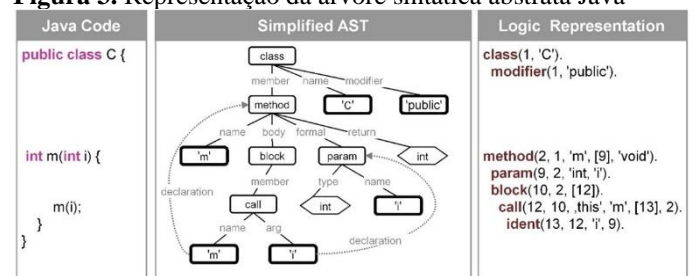 Figura 3. Representação da árvore sintática abstrata Java
Java Code
Simplified AST
Logic Representation
public class C {
int m(int i) {
m(i);
}
}
class
member name modifier
method 'C' 'public'
name body formal return
'm' block param int
member type name
declaration
call int 'i'
name arg
declaration
'm' 'i'
class(1, 'C').
modifier(1, 'public').
method(2, 1, 'm', [9], 'void').
param(9, 2, 'int, 'i').
block(10, 2, [12]).
call(12, 10, ‚this', 'm', [13], 2).
ident(13, 12, 'i', 9).